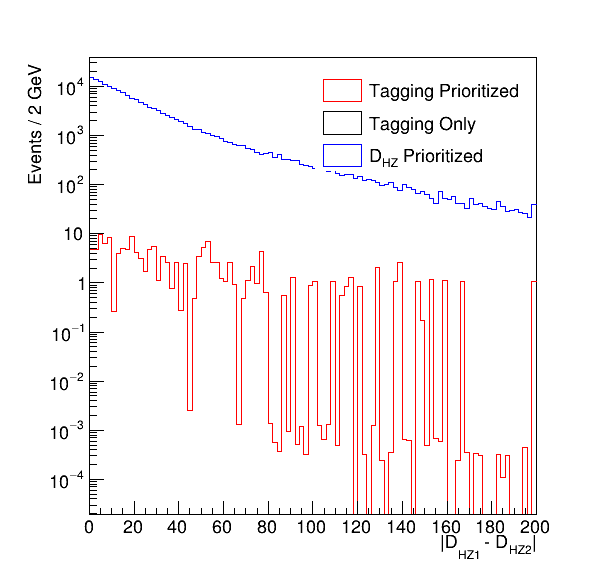 Events / 2 GeV
10⁴
10³
10²
10
1
10⁻¹
10⁻²
10⁻³
10⁻⁴
Tagging Prioritized
Tagging Only
D_HZ Prioritized
0 20 40 60 80 100 120 140 160 180 200
|D_HZ1 - D_HZ2|